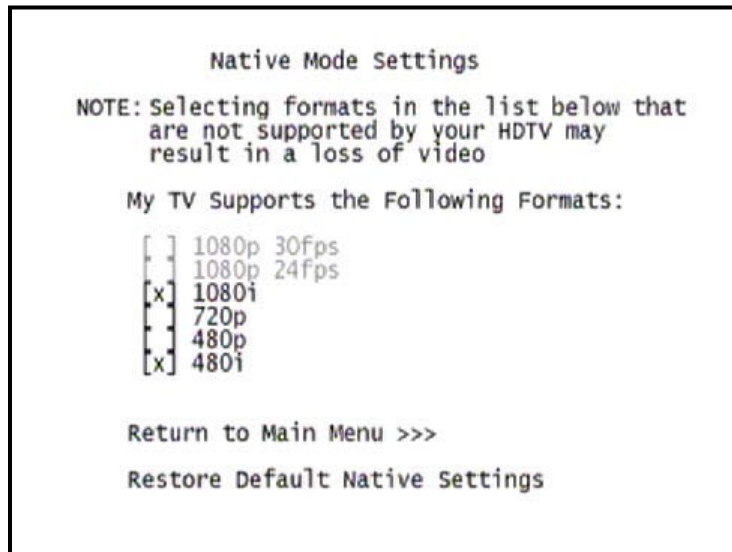 Native Mode Settings
NOTE: Selecting formats in the list below that
are not supported by your HDTV may
result in a loss of video
My TV Supports the Following Formats:
[ ] 1080p 30fps
[ ] 1080p 24fps
[x] 1080i
[ ] 720p
[ ] 480p
[x] 480i
Return to Main Menu >>>
Restore Default Native Settings